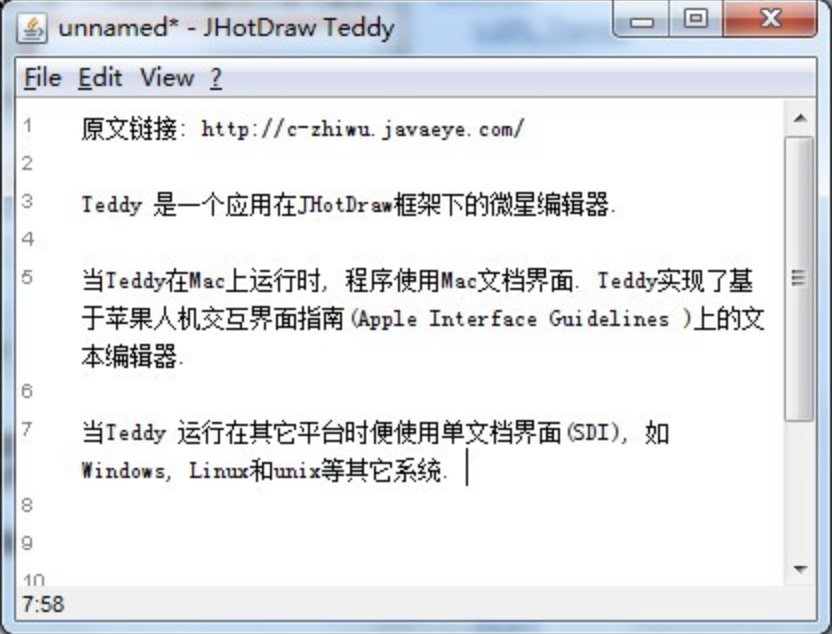 unnamed* - JHotDraw Teddy
File Edit View ?
1 原文链接: http://c-zhiwu.javaeye.com/
2
3 Teddy 是一个应用在JHotDraw框架下的微星编辑器.
4
5 当Teddy在Mac上运行时, 程序使用Mac文档界面. Teddy实现了基
于苹果人机交互界面指南(Apple Interface Guidelines )上的文
本编辑器.
6
7 当Teddy 运行在其它平台时便使用单文档界面(SDI), 如
Windows, Linux和unix等其它系统.
8
9
10
7:58